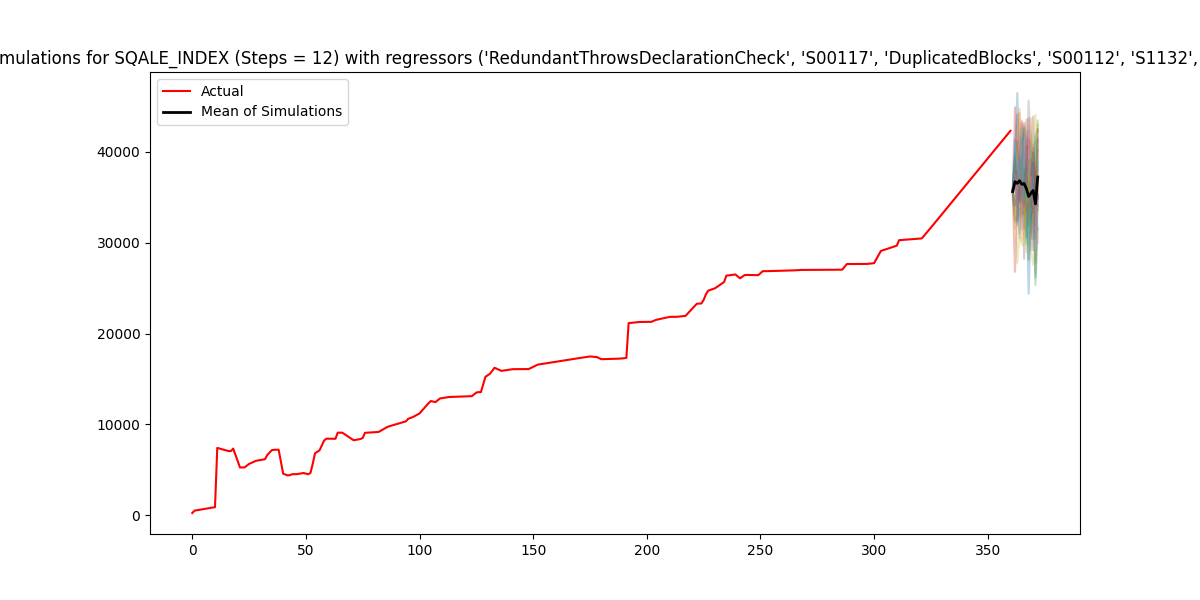 mulations for SQALE_INDEX (Steps = 12) with regressors ('RedundantThrowsDeclarationCheck', 'S00117', 'DuplicatedBlocks', 'S00112', 'S1132',
Actual
Mean of Simulations
40000
30000
20000
10000
0
0 50 100 150 200 250 300 350